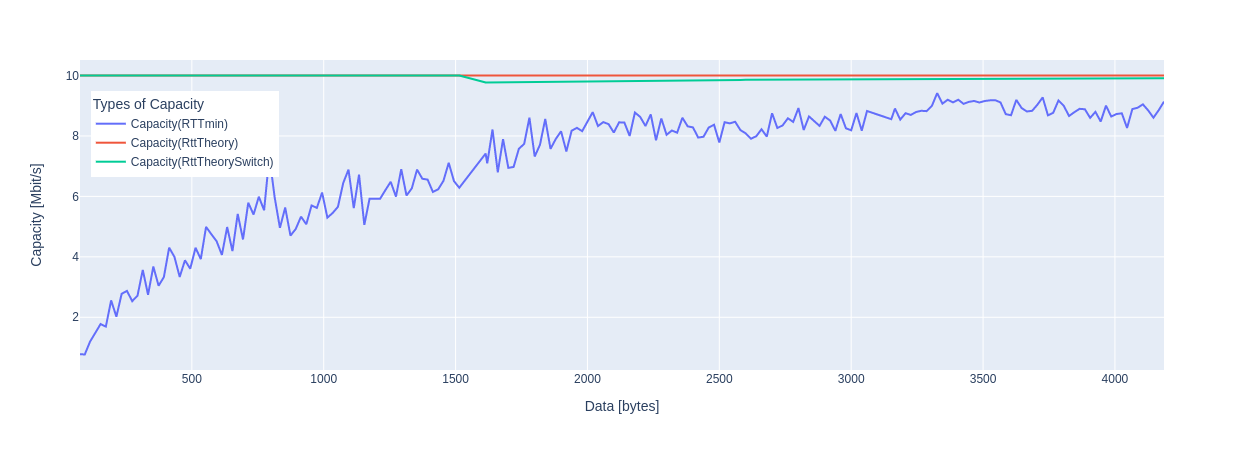 10
8
6
4
2
Capacity [Mbit/s]
Types of Capacity
Capacity(RTTmin)
Capacity(RttTheory)
Capacity(RttTheorySwitch)
500 1000 1500 2000 2500 3000 3500 4000
Data [bytes]